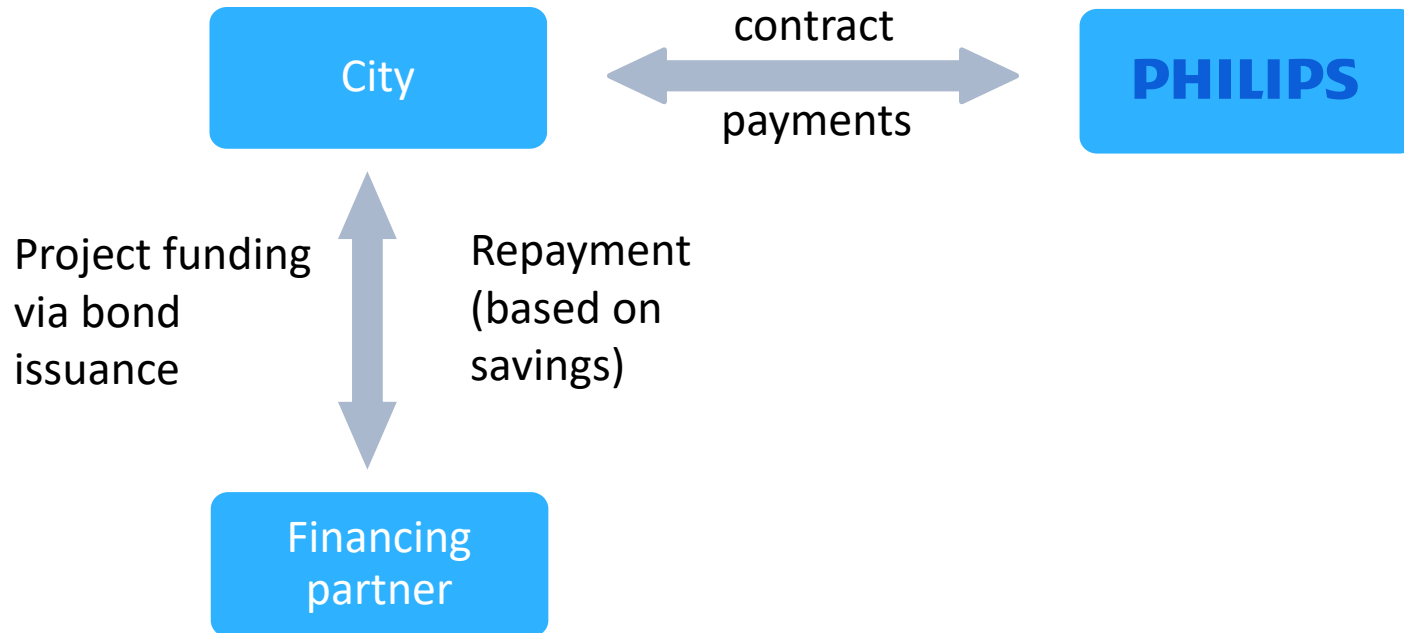 contract
City
PHILIPS
payments
Project funding
via bond
issuance
Repayment
(based on
savings)
Financing
partner